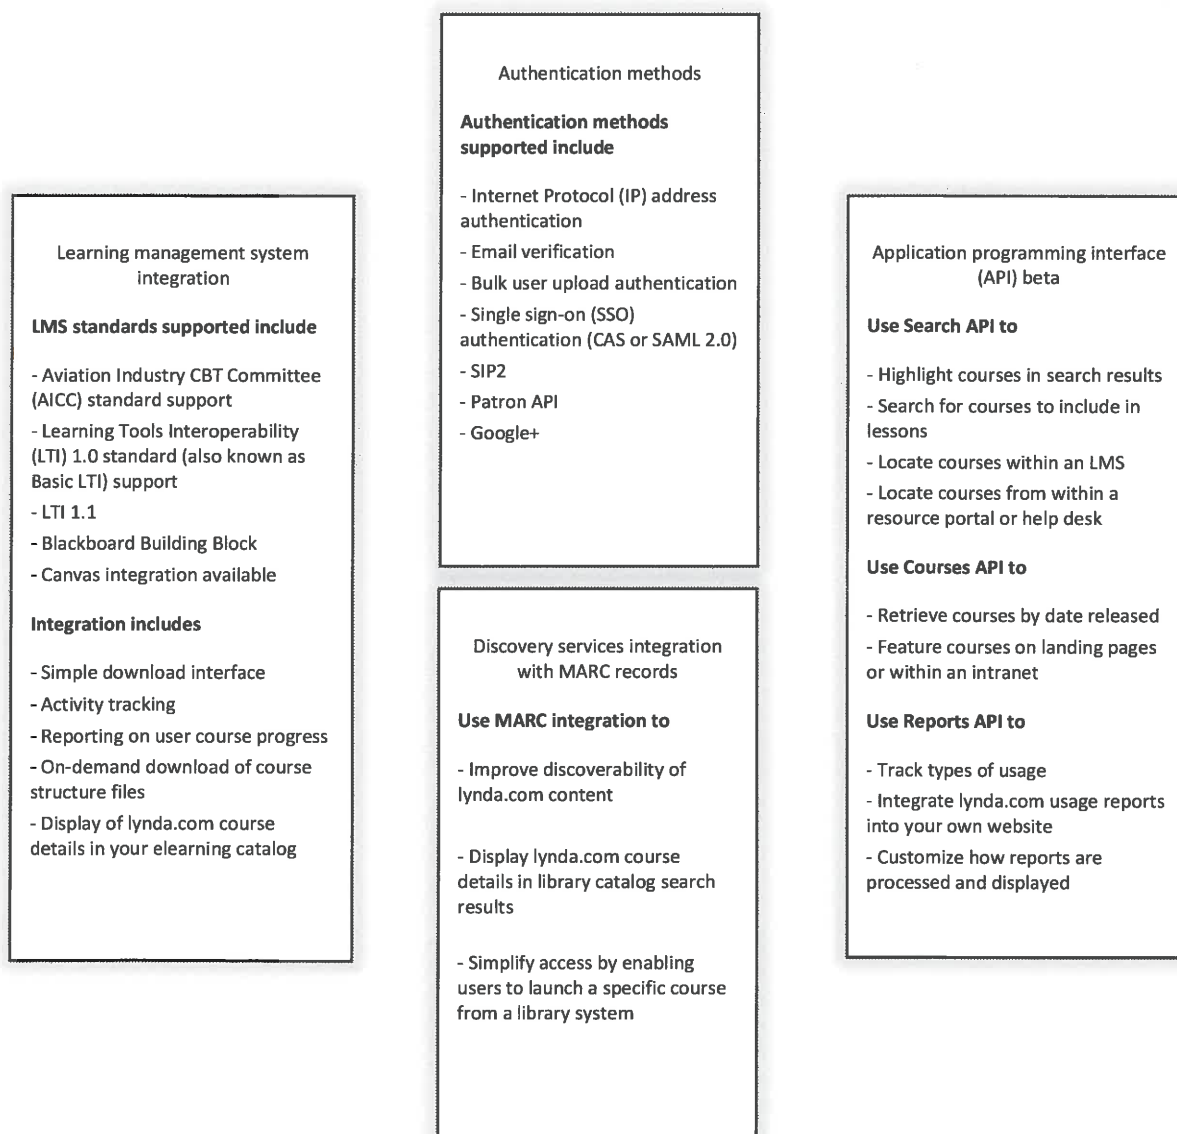 Authentication methods
Authentication methods
supported include
- Internet Protocol (IP) address
authentication
- Email verification
- Bulk user upload authentication
- Single sign-on (SSO)
authentication (CAS or SAML 2.0)
- SIP2
- Patron API
- Google+
Learning management system
integration
LMS standards supported include
- Aviation Industry CBT Committee
(AICC) standard support
- Learning Tools Interoperability
(LTI) 1.0 standard (also known as
Basic LTI) support
- LTI 1.1
- Blackboard Building Block
- Canvas integration available
Integration includes
- Simple download interface
- Activity tracking
- Reporting on user course progress
- On-demand download of course
structure files
- Display of lynda.com course
details in your elearning catalog
Discovery services integration
with MARC records
Use MARC integration to
- Improve discoverability of
lynda.com content
- Display lynda.com course
details in library catalog search
results
- Simplify access by enabling
users to launch a specific course
from a library system
Application programming interface
(API) beta
Use Search API to
- Highlight courses in search results
- Search for courses to include in
lessons
- Locate courses within an LMS
- Locate courses from within a
resource portal or help desk
Use Courses API to
- Retrieve courses by date released
- Feature courses on landing pages
or within an intranet
Use Reports API to
- Track types of usage
- Integrate lynda.com usage reports
into your own website
- Customize how reports are
processed and displayed